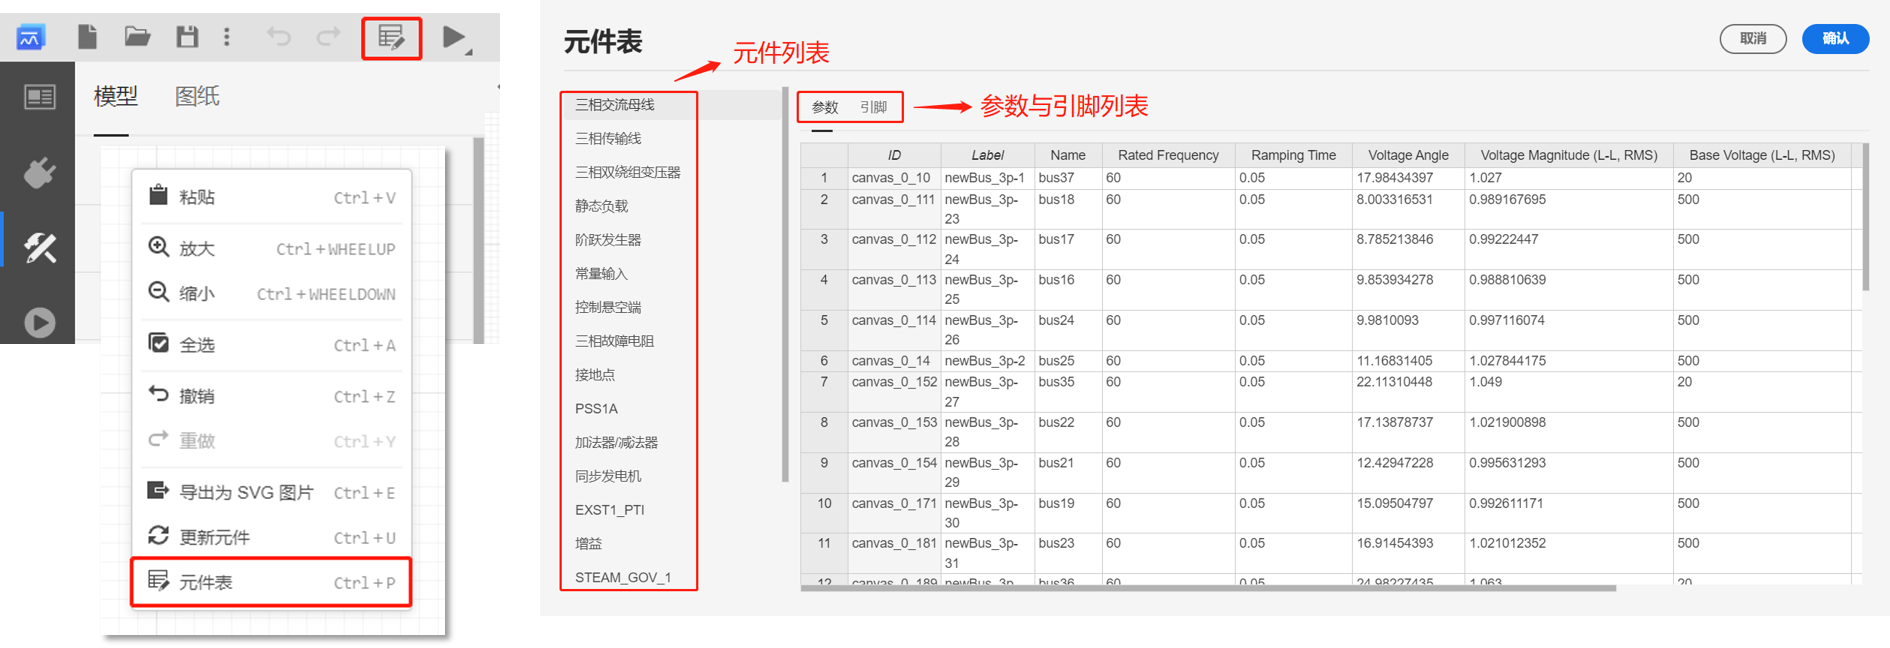 模型 图纸
粘贴 Ctrl+V
放大 Ctrl+WHEELUP
缩小 Ctrl+WHEELDOWN
全选 Ctrl+A
撤销 Ctrl+Z
重做 Ctrl+Y
导出为 SVG 图片 Ctrl+E
更新元件 Ctrl+U
元件表 Ctrl+P
元件表
元件列表
取消 确认
三相交流母线
三相传输线
三相双绕组变压器
静态负载
阶跃发生器
常量输入
控制悬空端
三相故障电阻
接地点
PSS1A
加法器/减法器
同步发电机
EXST1_PTI
增益
STEAM_GOV_1
参数 引脚
参数与引脚列表
ID Label Name Rated Frequency Ramping Time Voltage Angle Voltage Magnitude (L-L, RMS) Base Voltage (L-L, RMS)
1 canvas_0_10 newBus_3p-1 bus37 60 0.05 17.98434397 1.027 20
2 canvas_0_111 newBus_3p- bus18 60 0.05 8.003316531 0.989167695 500
23
3 canvas_0_112 newBus_3p- bus17 60 0.05 8.785213846 0.99222447 500
24
4 canvas_0_113 newBus_3p- bus16 60 0.05 9.853934278 0.988810639 500
25
5 canvas_0_114 newBus_3p- bus24 60 0.05 9.9810093 0.997116074 500
26
6 canvas_0_14 newBus_3p-2 bus25 60 0.05 11.16831405 1.027844175 500
7 canvas_0_152 newBus_3p- bus35 60 0.05 22.11310448 1.049 20
27
8 canvas_0_153 newBus_3p- bus22 60 0.05 17.13878737 1.021900898 500
28
9 canvas_0_154 newBus_3p- bus21 60 0.05 12.42947228 0.995631293 500
29
10 canvas_0_171 newBus_3p- bus19 60 0.05 15.09504797 0.992611171 500
30
11 canvas_0_181 newBus_3p- bus23 60 0.05 16.91454393 1.021012352 500
31
12 canvas_0_189 newBus_3p- bus36 60 0.05 24.98227435 1.063 20